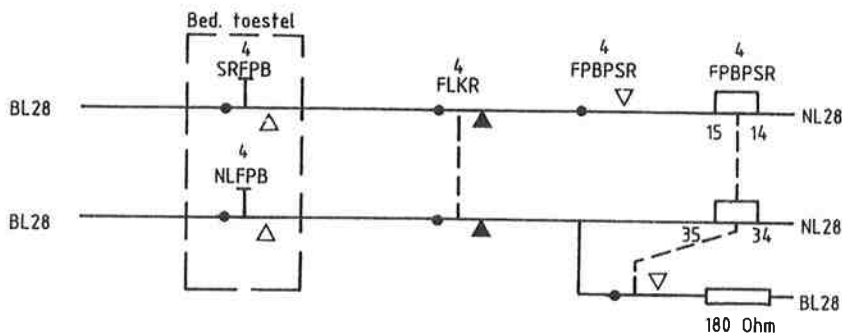 Bed. toestel
4
SRFPB
4
FLKR
4
FPBPSR
4
FPBPSR
BL28
NL28
15
14
4
NLFPB
BL28
NL28
35
34
BL28
180 Ohm